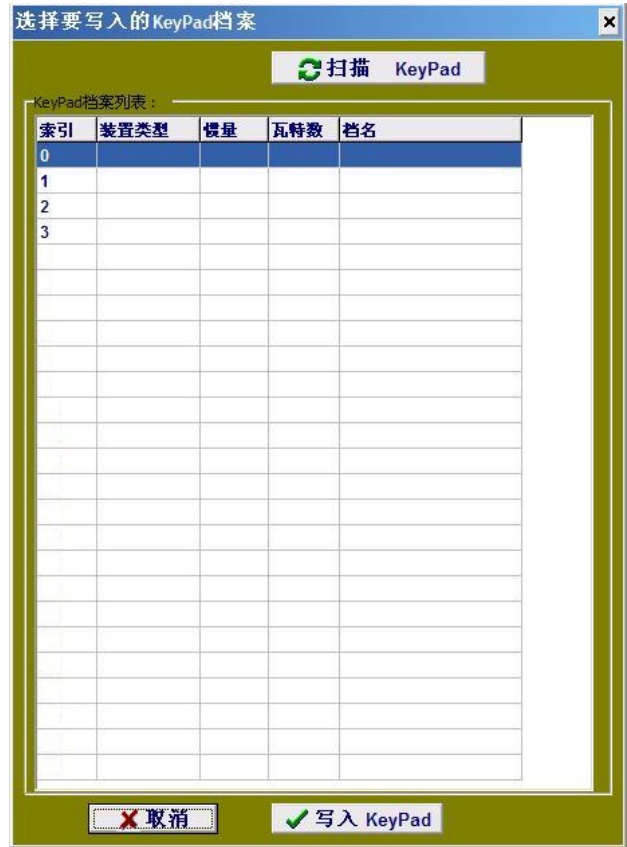 选择要写入的KeyPad档案
扫描 KeyPad
KeyPad档案列表：
索引 装置类型 惯量 瓦特数 档名
0
1
2
3
取消 写入 KeyPad